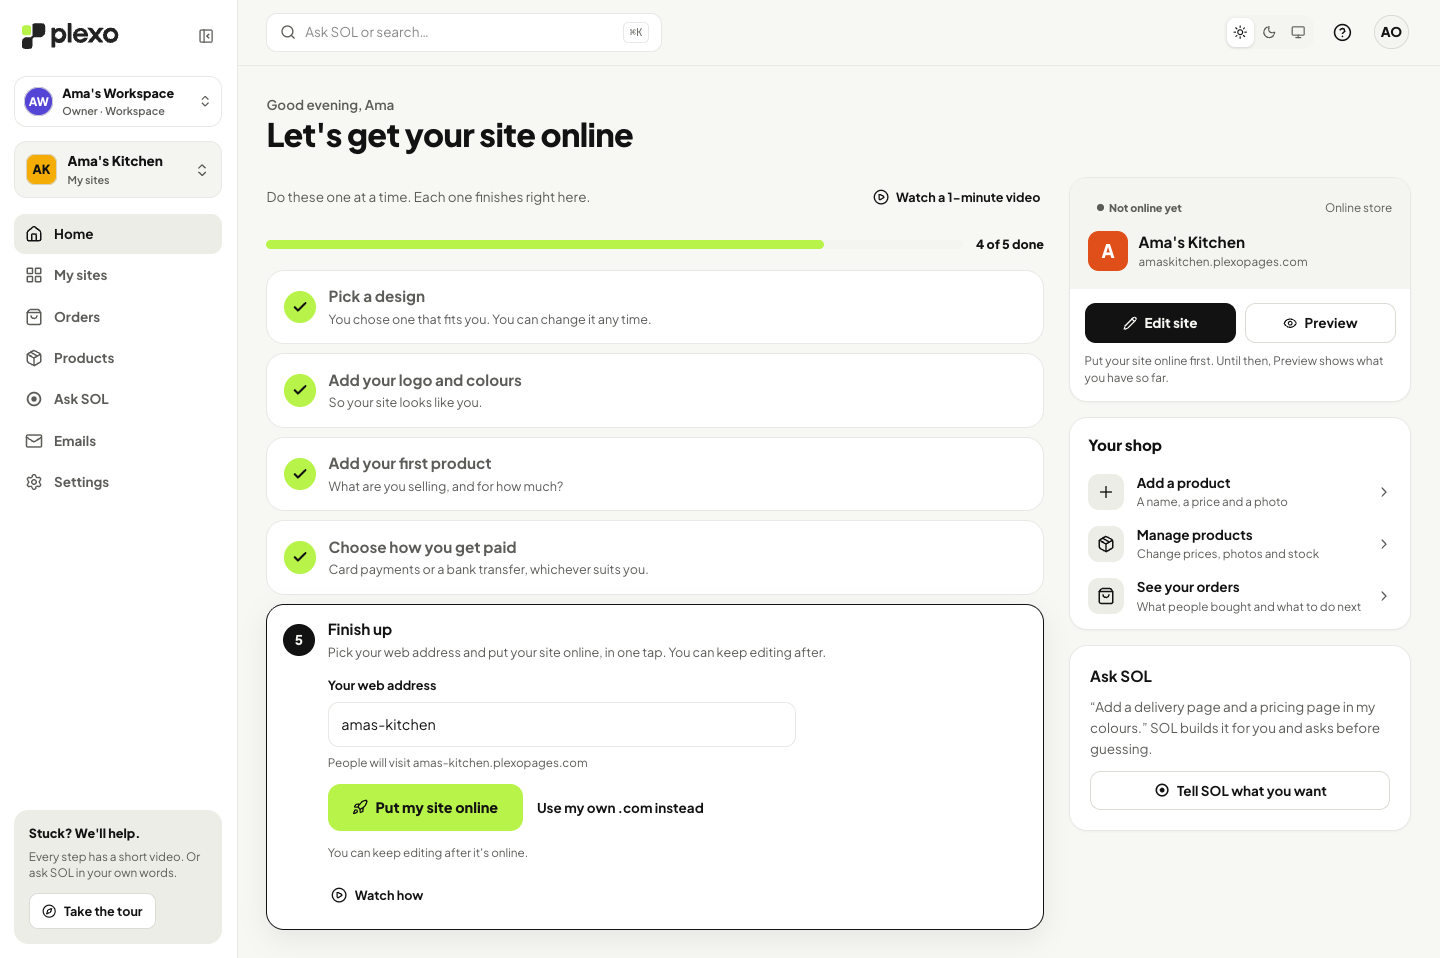 plexo
Ask SOL or search...
⌘K
AO
AW
Ama's Workspace
Owner · Workspace
AK
Ama's Kitchen
My sites
Home
My sites
Orders
Products
Ask SOL
Emails
Settings
Stuck? We'll help.
Every step has a short video. Or
ask SOL in your own words.
Take the tour
Good evening, Ama
Let's get your site online
Do these one at a time. Each one finishes right here.
Watch a 1-minute video
4 of 5 done
Pick a design
You chose one that fits you. You can change it any time.
Add your logo and colours
So your site looks like you.
Add your first product
What are you selling, and for how much?
Choose how you get paid
Card payments or a bank transfer, whichever suits you.
5
Finish up
Pick your web address and put your site online, in one tap. You can keep editing after.
Your web address
amas-kitchen
People will visit amas-kitchen.plexopages.com
Put my site online
Use my own .com instead
You can keep editing after it's online.
Watch how
Not online yet
Online store
A
Ama's Kitchen
amaskitchen.plexopages.com
Edit site
Preview
Put your site online first. Until then, Preview shows what
you have so far.
Your shop
Add a product
A name, a price and a photo
Manage products
Change prices, photos and stock
See your orders
What people bought and what to do next
Ask SOL
“Add a delivery page and a pricing page in my
colours.” SOL builds it for you and asks before
guessing.
Tell SOL what you want